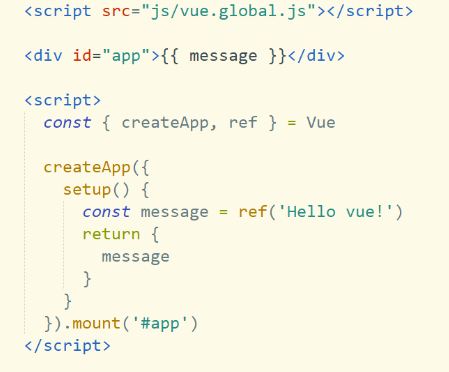 <script src="js/vue.global.js"></script>
<div id="app">{{ message }}</div>
<script>
const { createApp, ref } = Vue
createApp({
setup() {
const message = ref('Hello vue!')
return {
message
}
}
}).mount('#app')
</script>